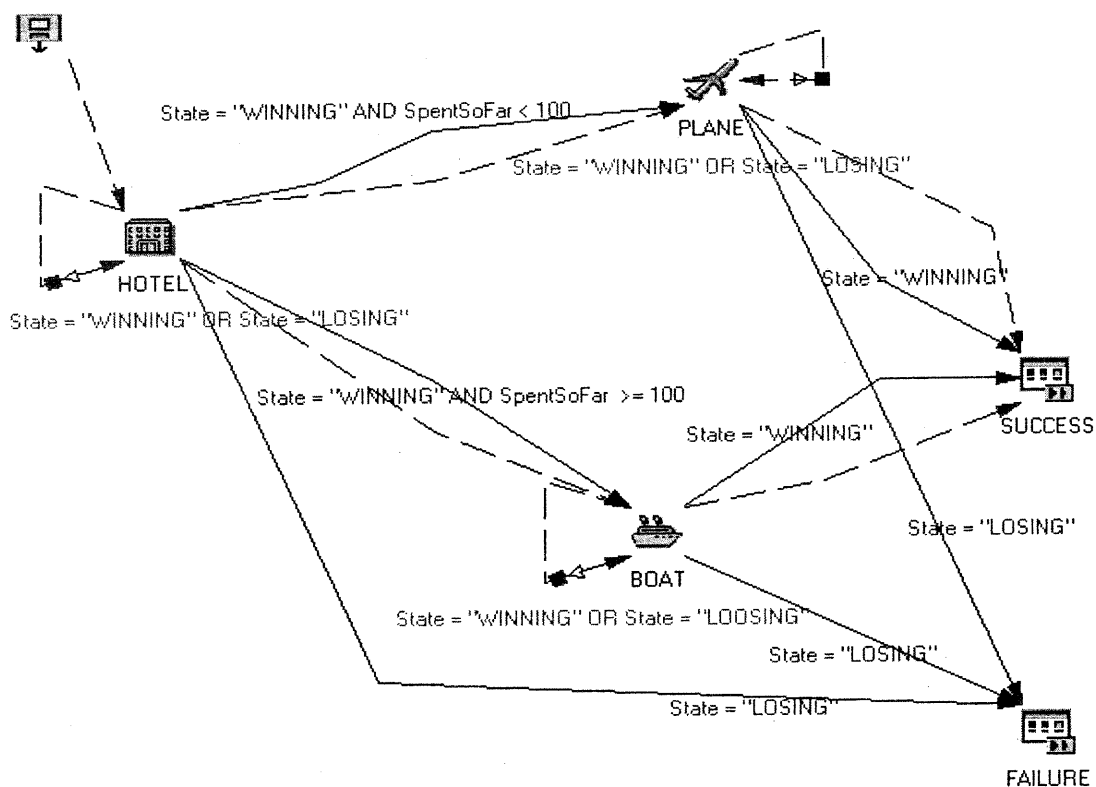 State = "WINNING" AND SpentSoFar < 100
PLANE
State = "WINNING" OR State = "LOSING"
HOTEL
State = "WINNING" OR State = "LOSING"
State = "WINNING"
State = "WINNING" AND SpentSoFar >= 100
SUCCESS
State = "WINNING"
State = "LOSING"
BOAT
State = "WINNING" OR State = "LOOSING"
State = "LOSING"
State = "LOSING"
FAILURE